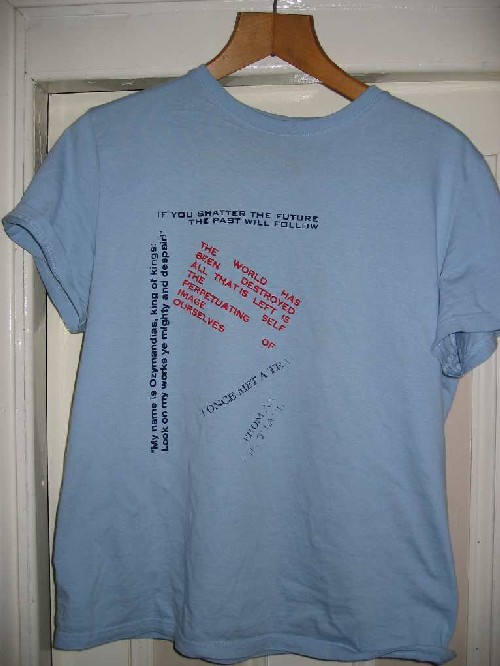 IF YOU SHATTER THE FUTURE
THE PAST WILL FOLLOW
THE WORLD HAS
BEEN DESTROYED
ALL THAT IS LEFT IS
THE SELF
PERPETUATING
IMAGE OF
OURSELVES
"My name is Ozymandias, king of kings:
Look on my works ye mighty and despair!"
I ONCE MET A
FROM